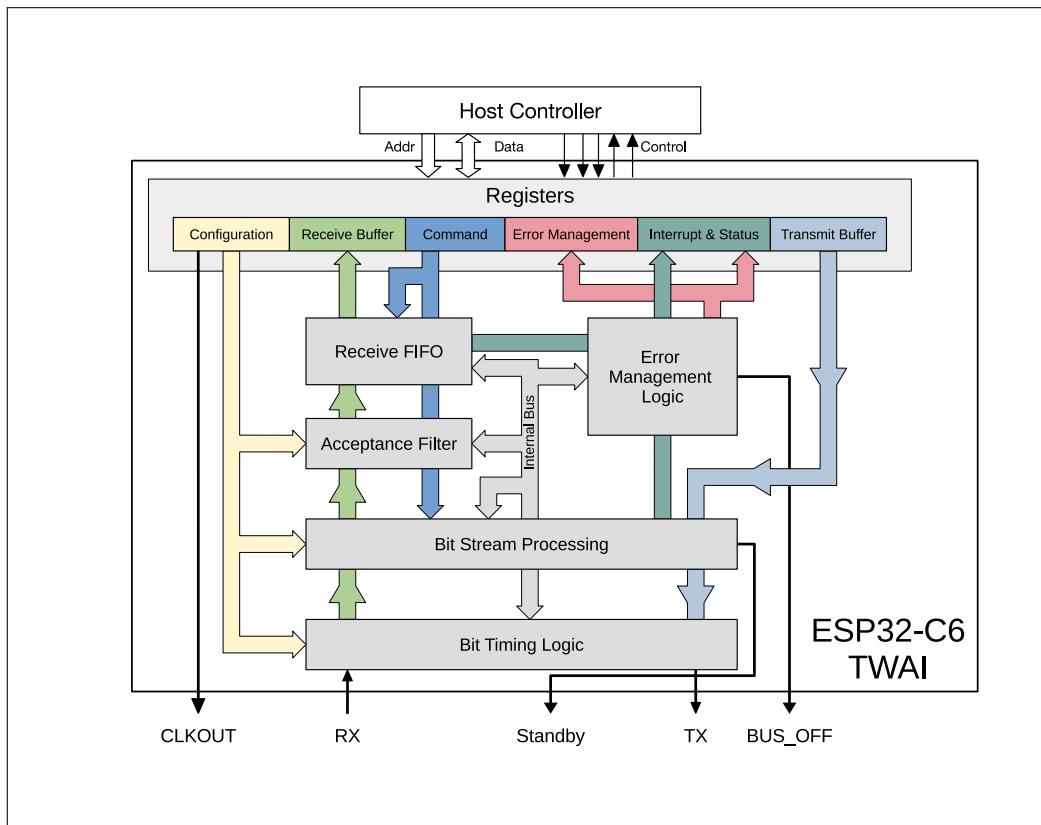 Host Controller
Addr
Data
Control
Registers
Configuration
Receive Buffer
Command
Error Management
Interrupt & Status
Transmit Buffer
Receive FIFO
Error
Management
Logic
Internal Bus
Acceptance Filter
Bit Stream Processing
Bit Timing Logic
ESP32-C6
TWAI
CLKOUT
RX
Standby
TX
BUS_OFF